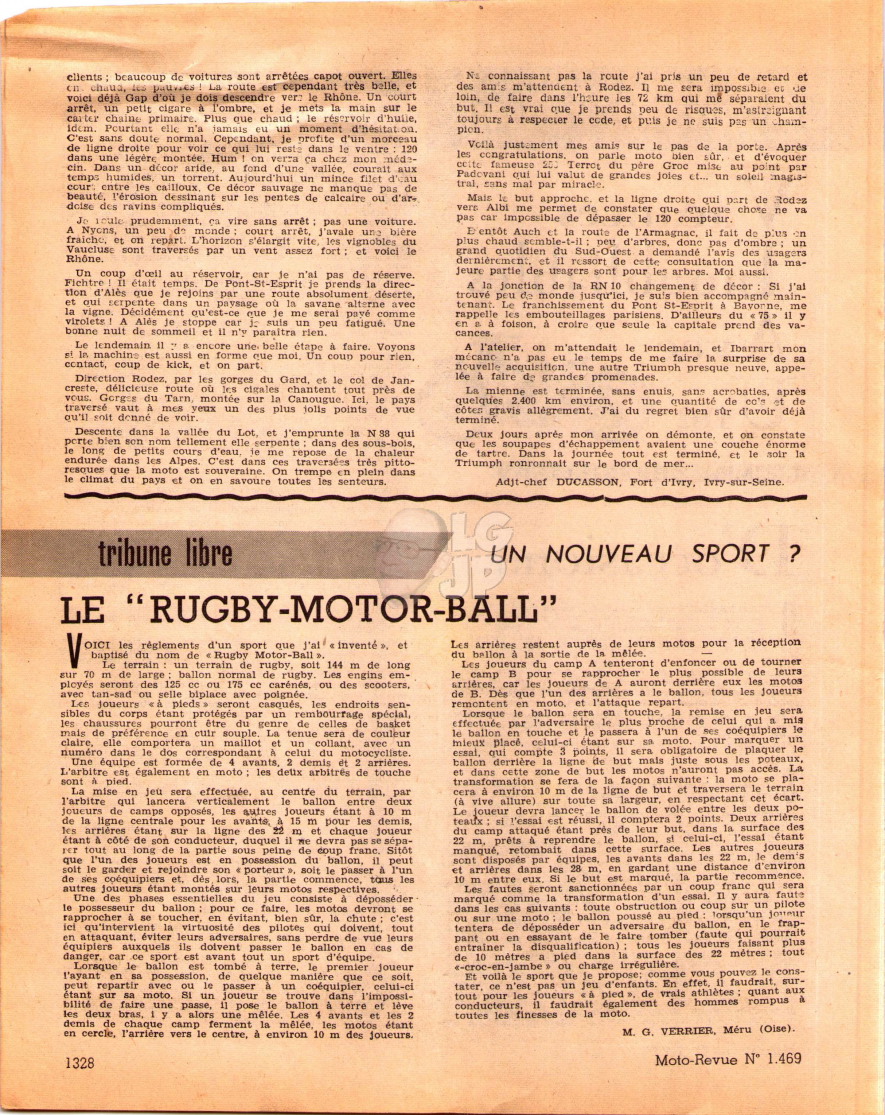 clients ; beaucoup de voitures sont arrêtées capot ouvert. Elles
en chaud, les pauvres ! La route est cependant très belle, et
voici déjà Gap d'où je dois descendre vers le Rhône. Un court
arrêt, un petit cigare à l'ombre, et je mets la main sur le
carter chaîne primaire. Plus que chaud ; le réservoir d'huile,
idem. Pourtant elle n'a jamais eu un moment d'hésitation.
C'est sans doute normal. Cependant, je profite d'un morceau
de ligne droite pour voir ce qui lui reste dans le ventre : 120
dans une légère montée. Hum ! on verra ça chez mon méde-
cin. Dans un décor aride, au fond d'une vallée, courait aux
temps humides, un torrent. Aujourd'hui un mince filet d'eau
court entre les cailloux. Ce décor sauvage ne manque pas de
beauté, l'érosion dessinant sur les pentes de calcaire ou d'ar-
doise des ravins compliqués.
Je roule prudemment, ça vire sans arrêt ; pas une voiture.
A Nyons, un peu de monde ; court arrêt, j'avale une bière
fraîche, et on repart. L'horizon s'élargit vite, les vignobles du
Vaucluse sont traversés par un vent assez fort ; et voici le
Rhône.
Un coup d'œil au réservoir, car je n'ai pas de réserve.
Fichtre ! Il était temps. De Pont-St-Esprit je prends la direc-
tion d'Alès que je rejoins par une route absolument déserte,
et qui serpente dans un paysage où la savane alterne avec
la vigne. Décidément qu'est-ce que je me serai payé comme
virolets ! A Alès je stoppe car je suis un peu fatigué. Une
bonne nuit de sommeil et il n'y paraîtra rien.
Le lendemain il y a encore une belle étape à faire. Voyons
si la machine est aussi en forme que moi. Un coup pour rien,
contact, coup de kick, et on part.
Direction Rodez, par les gorges du Gard, et le col de Jan-
creste, délicieuse route où les cigales chantent tout près de
vous. Gorges du Tarn, montée sur la Canougue. Ici, le pays
traversé vaut à mes yeux un des plus jolis points de vue
qu'il soit donné de voir.
Descente dans la vallée du Lot, et j'emprunte la N 88 qui
porte bien son nom tellement elle serpente ; dans des sous-bois,
le long de petits cours d'eau, je me repose de la chaleur
endurée dans les Alpes. C'est dans ces traversées très pitto-
resques que la moto est souveraine. On trempe en plein dans
le climat du pays et on en savoure toutes les senteurs.
Ne connaissant pas la route j'ai pris un peu de retard et
des amis m'attendent à Rodez. Il me sera impossible et de
loin, de faire dans l'heure les 72 km qui me séparaient du
but. Il est vrai que je prends peu de risques, m'astreignant
toujours à respecter le code, et puis je ne suis pas un cham-
pion.
Voilà justement mes amis sur le pas de la porte. Après
les congratulations, on parle moto bien sûr, et d'évoquer
cette fameuse 250 Terrot du père Groc mise au point par
Padovani qui lui valut de grandes joies et... un soleil magis-
tral, sans mal par miracle.
Mais le but approche, et la ligne droite qui part de Rodez
vers Albi me permet de constater que quelque chose ne va
pas car impossible de dépasser le 120 compteur.
Bientôt Auch et la route de l'Armagnac, il fait de plus en
plus chaud semble-t-il ; peu d'arbres, donc pas d'ombre ; un
grand quotidien du Sud-Ouest a demandé l'avis des usagers
dernièrement, et il ressort de cette consultation que la ma-
jeure partie des usagers sont pour les arbres. Moi aussi.
A la jonction de la RN 10 changement de décor : Si j'ai
trouvé peu de monde jusqu'ici, je suis bien accompagné main-
tenant. Le franchissement du Pont St-Esprit à Bayonne, me
rappelle les embouteillages parisiens. D'ailleurs du « 75 » il y
en a à foison, à croire que seule la capitale prend des va-
cances.
A l'atelier, on m'attendait le lendemain, et Ibarrart mon
mécano n'a pas eu le temps de me faire la surprise de sa
nouvelle acquisition, une autre Triumph presque neuve, appe-
lée à faire de grandes promenades.
La mienne est terminée, sans enuis, sans acrobaties, après
quelques 2.400 km environ, et une quantité de cols et de
côtes gravis allègrement. J'ai du regret bien sûr d'avoir déjà
terminé.
Deux jours après mon arrivée on démonte, et on constate
que les soupapes d'échappement avaient une couche énorme
de tartre. Dans la journée tout est terminé, et le soir la
Triumph ronronnait sur le bord de mer...
Adjt-chef DUCASSON, Fort d'Ivry, Ivry-sur-Seine.
LGJP
tribune libre
UN NOUVEAU SPORT ?
LE "RUGBY-MOTOR-BALL"
VOICI les règlements d'un sport que j'ai « inventé », et
baptisé du nom de « Rugby Motor-Ball ».
Le terrain : un terrain de rugby, soit 144 m de long
sur 70 m de large ; ballon normal de rugby. Les engins em-
ployés seront des 125 cc ou 175 cc carénés, ou des scooters,
avec tan-sad ou selle biplace avec poignée.
Les joueurs « à pieds » seront casqués, les endroits sen-
sibles du corps étant protégés par un rembourrage spécial,
les chaussures pourront être du genre de celles de basket
mais de préférence en cuir souple. La tenue sera de couleur
claire, elle comportera un maillot et un collant, avec un
numéro dans le dos correspondant à celui du motocycliste.
Une équipe est formée de 4 avants, 2 demis et 2 arrières.
L'arbitre est également en moto ; les deux arbitres de touche
sont à pied.
La mise en jeu sera effectuée, au centre du terrain, par
l'arbitre qui lancera verticalement le ballon entre deux
joueurs de camps opposés, les autres joueurs étant à 10 m
de la ligne centrale pour les avants, à 15 m pour les demis,
les arrières étant sur la ligne des 22 m et chaque joueur
étant à côté de son conducteur, duquel il ne devra pas se sépa-
rer tout au long de la partie sous peine de coup franc. Sitôt
que l'un des joueurs est en possession du ballon, il peut
soit le garder et rejoindre son « porteur », soit le passer à l'un
de ses coéquipiers et, dès lors, la partie commence, tous les
autres joueurs étant montés sur leurs motos respectives.
Une des phases essentielles du jeu consiste à déposséder
le possesseur du ballon ; pour ce faire, les motos devront se
rapprocher à se toucher, en évitant, bien sûr, la chute ; c'est
ici qu'intervient la virtuosité des pilotes qui doivent, tout
en attaquant, éviter leurs adversaires, sans perdre de vue leurs
équipiers auxquels ils doivent passer le ballon en cas de
danger, car ce sport est avant tout un sport d'équipe.
Lorsque le ballon est tombé à terre, le premier joueur
l'ayant en sa possession, de quelque manière que ce soit,
peut repartir avec ou le passer à un coéquipier, celui-ci
étant sur sa moto. Si un joueur se trouve dans l'impossi-
bilité de faire une passe, il pose le ballon à terre et lève
les deux bras, i y a alors une mêlée. Les 4 avants et les 2
demis de chaque camp ferment la mêlée, les motos étant
en cercle, l'arrière vers le centre, à environ 10 m des joueurs.
Les arrières restent auprès de leurs motos pour la réception
du ballon à la sortie de la mêlée.
Les joueurs du camp A tenteront d'enfoncer ou de tourner
le camp B pour se rapprocher le plus possible de leurs
arrières, car les joueurs de A auront derrière eux les motos
de B. Dès que l'un des arrières a le ballon, tous les joueurs
remontent en moto, et l'attaque repart.
Lorsque le ballon sera en touche, la remise en jeu sera
effectuée par l'adversaire le plus proche de celui qui a mis
le ballon en touche et le passera à l'un de ses coéquipiers le
mieux placé, celui-ci étant sur sa moto. Pour marquer un
essai, qui compte 3 points, il sera obligatoire de plaquer le
ballon derrière la ligne de but mais juste sous les poteaux,
et dans cette zone de but les motos n'auront pas accès. La
transformation se fera de la façon suivante : la moto se pla-
cera à environ 10 m de la ligne de but et traversera le terrain
(à vive allure) sur toute sa largeur, en respectant cet écart.
Le joueur devra lancer le ballon de volée entre les deux po-
teaux ; si l'essai est réussi, il comptera 2 points. Deux arrières
du camp attaqué étant près de leur but, dans la surface des
22 m, prêts à reprendre le ballon, si celui-ci, l'essai étant
manqué, retombait dans cette surface. Les autres joueurs
sont disposés par équipes, les avants dans les 22 m, le demis
et arrières dans les 28 m, en gardant une distance d'environ
10 m entre eux. Si le but est marqué, la partie recommence.
Les fautes seront sanctionnées par un coup franc qui sera
marqué comme la transformation d'un essai. Il y aura faute
dans les cas suivants : toute obstruction ou coup sur un pilote
ou sur une moto ; le ballon poussé au pied ; lorsqu'un joueur
tentera de déposséder un adversaire du ballon, en le frap-
pant ou en essayant de le faire tomber (faute qui pourrait
entraîner la disqualification) ; tous les joueurs faisant plus
de 10 mètres à pied dans la surface des 22 mètres ; tout
« croc-en-jambe » ou charge irrégulière.
Et voilà le sport que je propose; comme vous pouvez le cons-
tater, ce n'est pas un jeu d'enfants. En effet, il faudrait, sur-
tout pour les joueurs « à pied », de vrais athlètes ; quant aux
conducteurs, il faudrait également des hommes rompus à
toutes les finesses de la moto.
M. G. VERRIER, Méru (Oise).
1328
Moto-Revue N° 1.469